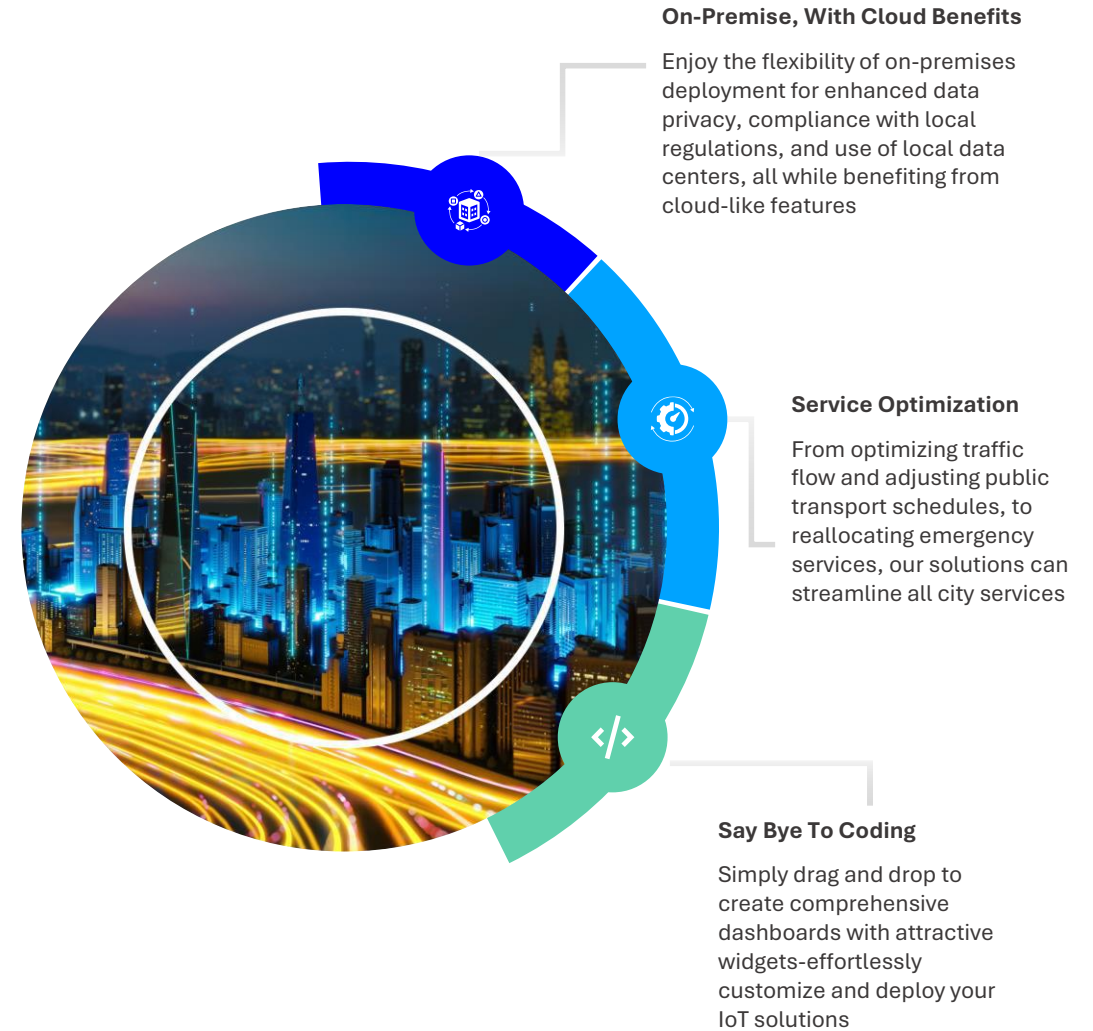 On-Premise, With Cloud Benefits
Enjoy the flexibility of on-premises
deployment for enhanced data
privacy, compliance with local
regulations, and use of local data
centers, all while benefiting from
cloud-like features
Service Optimization
From optimizing traffic
flow and adjusting public
transport schedules, to
reallocating emergency
services, our solutions can
streamline all city services
Say Bye To Coding
Simply drag and drop to
create comprehensive
dashboards with attractive
widgets-effortlessly
customize and deploy your
IoT solutions